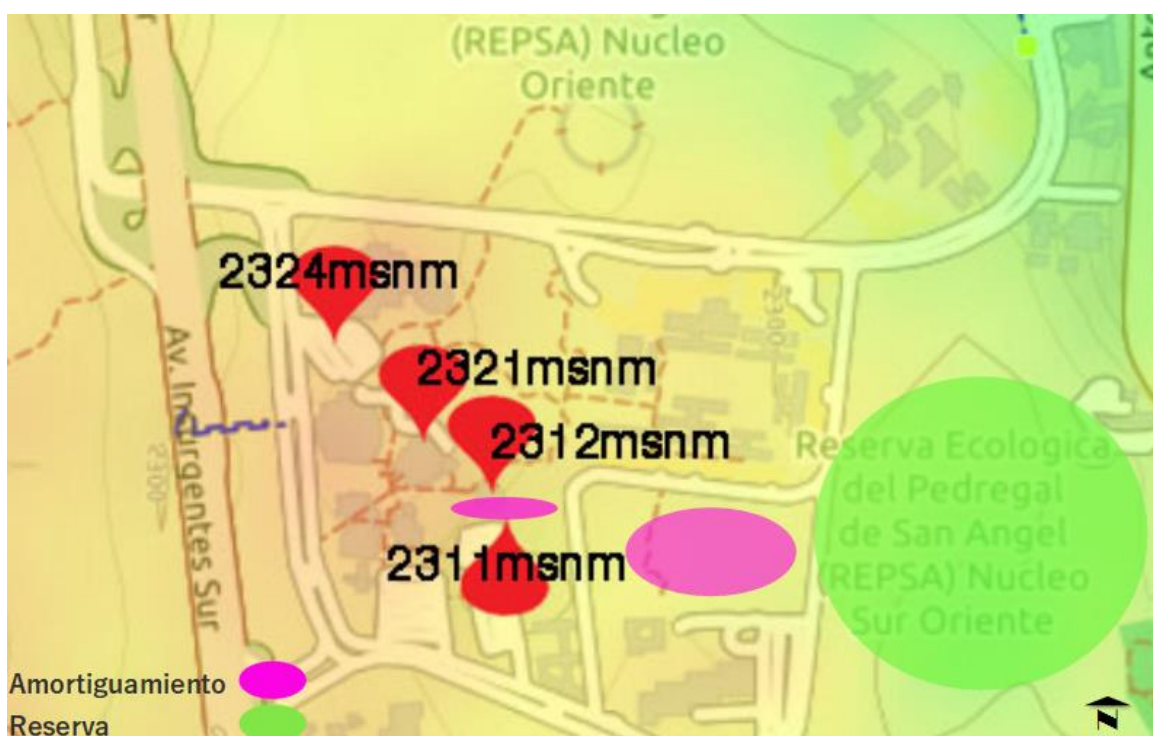 (REPSA) Nucleo
Oriente
2324msnm
2321msnm
2312msnm
2311msnm
Av. Insurgentes Sur
2300
2300
Reserva Ecologica
del Pedregal
de San Angel
(REPSA) Nucleo
Sur Oriente
Amortiguamiento
Reserva
N